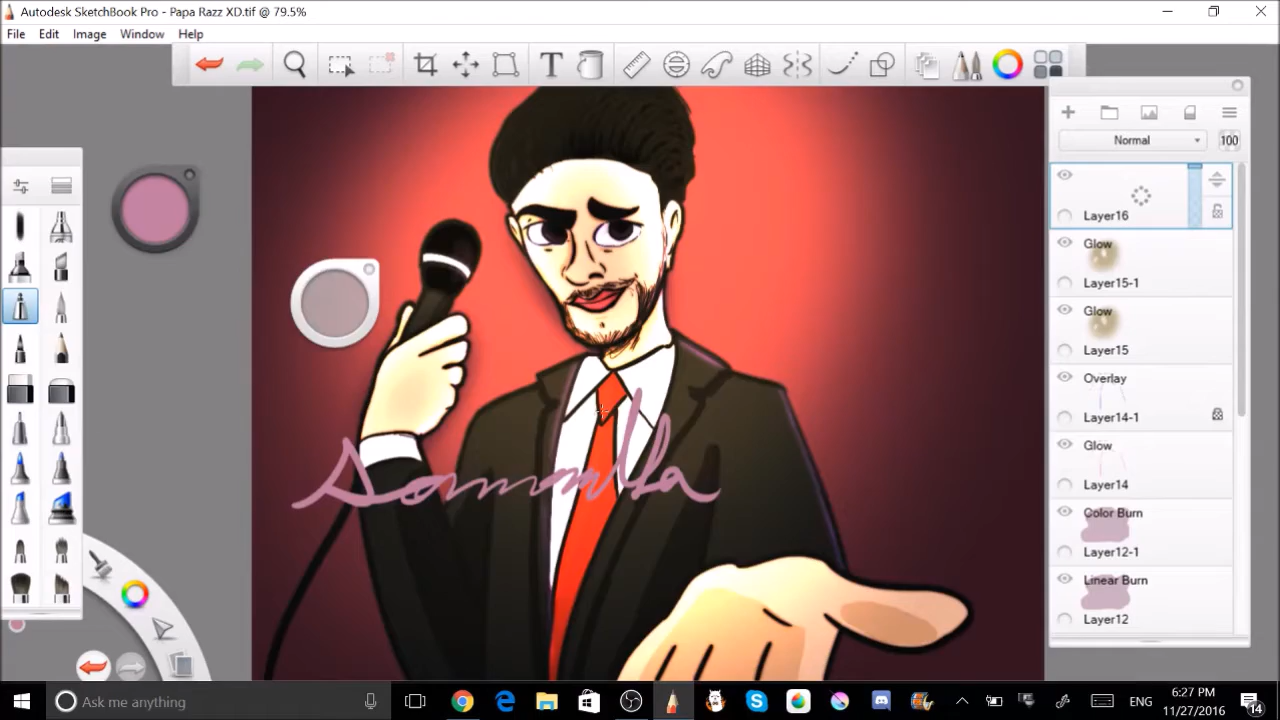 Autodesk SketchBook Pro - Papa Razz XD.tif @ 79.5%
File Edit Image Window Help
T
Normal 100
Layer16
Glow
Layer15-1
Glow
Layer15
Overlay
Layer14-1
Glow
Layer14
Color Burn
Layer12-1
Linear Burn
Layer12
Samantha
Ask me anything
ENG
6:27 PM
11/27/2016
14